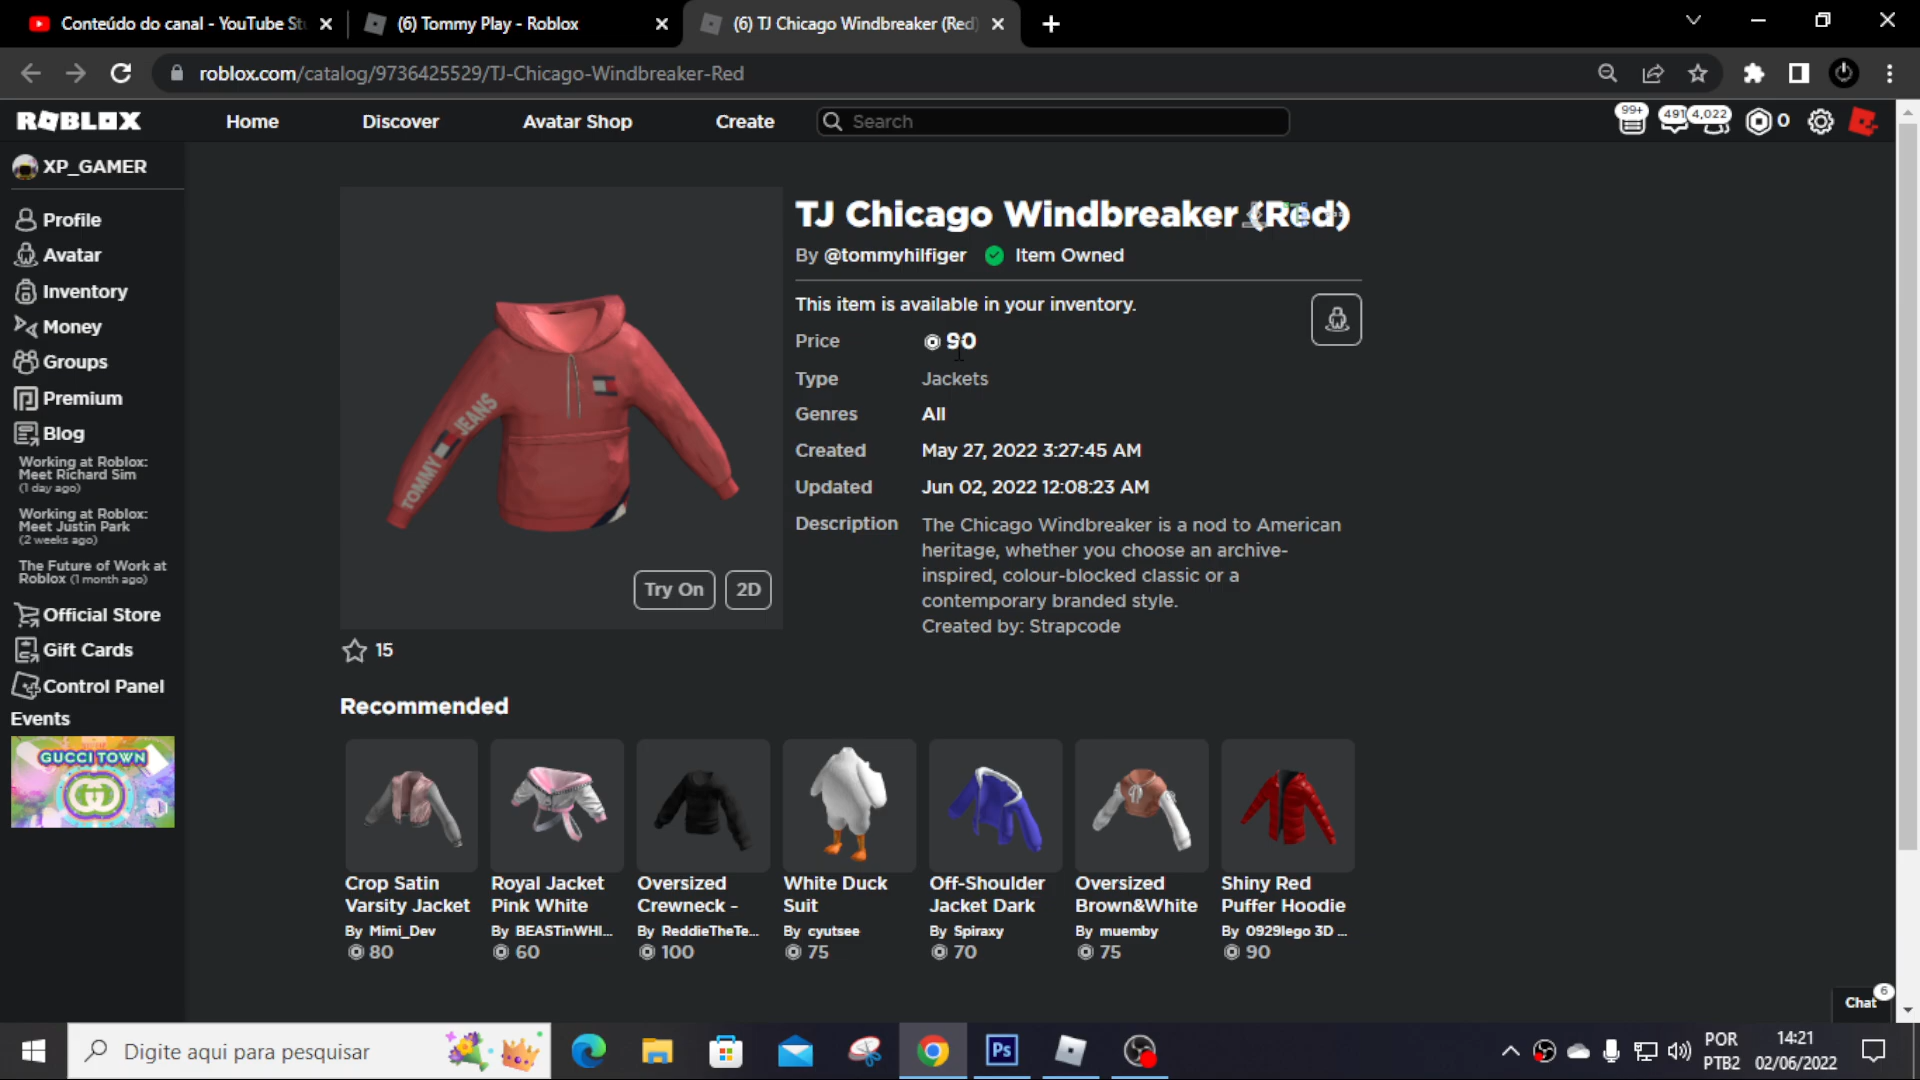 Conteúdo do canal - YouTube St
(6) Tommy Play - Roblox
(6) TJ Chicago Windbreaker (Red)
roblox.com/catalog/9736425529/TJ-Chicago-Windbreaker-Red
ROBLOX
Home
Discover
Avatar Shop
Create
Search
99+
491
4,022
0
XP_GAMER
Profile
Avatar
Inventory
Money
Groups
Premium
Blog
Working at Roblox:
Meet Richard Sim
(1 day ago)
Working at Roblox:
Meet Justin Park
(2 weeks ago)
The Future of Work at
Roblox (1 month ago)
Official Store
Gift Cards
Control Panel
Events
GUCCI TOWN
TOMMY JEANS
Try On
2D
15
TJ Chicago Windbreaker (Red)
By @tommyhilfiger Item Owned
This item is available in your inventory.
Price 90
Type Jackets
Genres All
Created May 27, 2022 3:27:45 AM
Updated Jun 02, 2022 12:08:23 AM
Description The Chicago Windbreaker is a nod to American
heritage, whether you choose an archive-
inspired, colour-blocked classic or a
contemporary branded style.
Created by: Strapcode
Recommended
Crop Satin
Varsity Jacket
By Mimi_Dev
80
Royal Jacket
Pink White
By BEASTinWHI...
60
Oversized
Crewneck -
By ReddieTheTe...
100
White Duck
Suit
By cyutsee
75
Off-Shoulder
Jacket Dark
By Spiraxy
70
Oversized
Brown&White
By muemby
75
Shiny Red
Puffer Hoodie
By 0929lego 3D ...
90
Chat
6
Digite aqui para pesquisar
Ps
POR
PTB2
14:21
02/06/2022